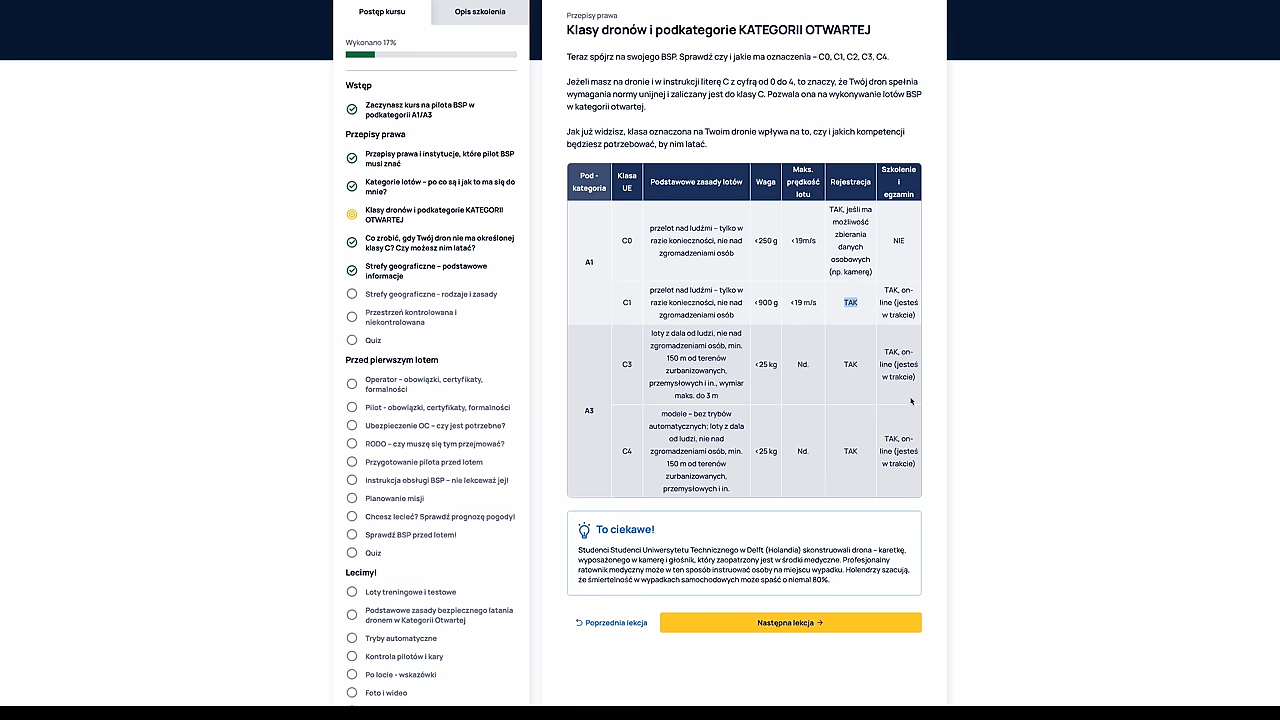 Postęp kursu
Opis szkolenia
Wykonano 17%
Wstęp
Zaczynasz kurs na pilota BSP w
podkategorii A1/A3
Przepisy prawa
Przepisy prawa i instytucje, które pilot BSP
musi znać
Kategorie lotów – po co są i jak to ma się do
mnie?
Klasy dronów i podkategorie KATEGORII
OTWARTEJ
Co zrobić, gdy Twój dron nie ma określonej
klasy C? Czy możesz nim latać?
Strefy geograficzne – podstawowe
informacje
Strefy geograficzne - rodzaje i zasady
Przestrzeń kontrolowana i
niekontrolowana
Quiz
Przed pierwszym lotem
Operator – obowiązki, certyfikaty,
formalności
Pilot - obowiązki, certyfikaty, formalności
Ubezpieczenie OC – czy jest potrzebne?
RODO – czy muszę się tym przejmować?
Przygotowanie pilota przed lotem
Instrukcja obsługi BSP – nie lekceważ jej!
Planowanie misji
Chcesz lecieć? Sprawdź prognozę pogody!
Sprawdź BSP przed lotem!
Quiz
Lecimy!
Loty treningowe i testowe
Podstawowe zasady bezpiecznego latania
dronem w Kategorii Otwartej
Tryby automatyczne
Kontrola pilotów i kary
Po locie - wskazówki
Foto i wideo
Przepisy prawa
Klasy dronów i podkategorie KATEGORII OTWARTEJ
Teraz spójrz na swojego BSP. Sprawdź czy i jakie ma oznaczenia – C0, C1, C2, C3, C4.
Jeżeli masz na dronie i w instrukcji literę C z cyfrą od 0 do 4, to znaczy, że Twój dron spełnia
wymagania normy unijnej i zaliczany jest do klasy C. Pozwala ona na wykonywanie lotów BSP
w kategorii otwartej.
Jak już widzisz, klasa oznaczona na Twoim dronie wpływa na to, czy i jakich kompetencji
będziesz potrzebować, by nim latać.
Pod -
kategoria
Klasa
UE
Podstawowe zasady lotów
Waga
Maks.
prędkość
lotu
Rejestracja
Szkolenie
i
egzamin
A1
C0
przelot nad ludźmi – tylko w
razie konieczności, nie nad
zgromadzeniami osób
<250 g
<19m/s
TAK, jeśli ma
możliwość
zbierania
danych
osobowych
(np. kamerę)
NIE
C1
przelot nad ludźmi – tylko w
razie konieczności, nie nad
zgromadzeniami osób
<900 g
<19 m/s
TAK
TAK, on-
line (jesteś
w trakcie)
A3
C3
loty z dala od ludzi, nie nad
zgromadzeniami osób, min.
150 m od terenów
zurbanizowanych,
przemysłowych i in., wymiar
maks. do 3 m
<25 kg
Nd.
TAK
TAK, on-
line (jesteś
w trakcie)
C4
modele – bez trybów
automatycznych; loty z dala
od ludzi, nie nad
zgromadzeniami osób, min.
150 m od terenów
zurbanizowanych,
przemysłowych i in.
<25 kg
Nd.
TAK
TAK, on-
line (jesteś
w trakcie)
To ciekawe!
Studenci Studenci Uniwersytetu Technicznego w Delft (Holandia) skonstruowali drona – karetkę,
wyposażonego w kamerę i głośnik, który zaopatrzony jest w środki medyczne. Profesjonalny
ratownik medyczny może w ten sposób instruować osoby na miejscu wypadku. Holendrzy szacują,
że śmiertelność w wypadkach samochodowych może spaść o niemal 80%.
Poprzednia lekcja
Następna lekcja →